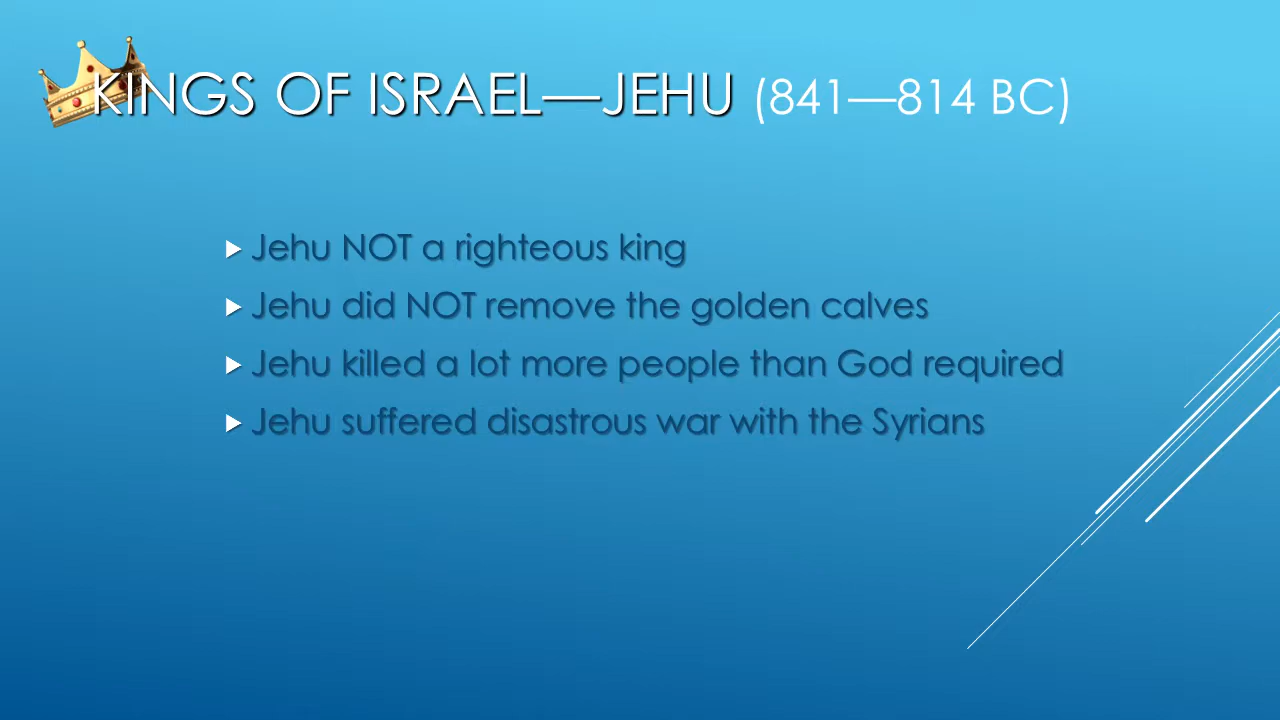 KINGS OF ISRAEL—JEHU (841—814 BC)
Jehu NOT a righteous king
Jehu did NOT remove the golden calves
Jehu killed a lot more people than God required
Jehu suffered disastrous war with the Syrians